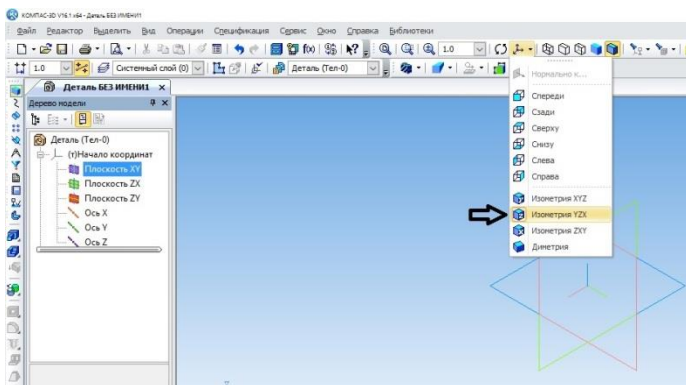 КОМПАС-3D V16.1 x64 - Деталь БЕЗ ИМЕНИ1
Файл Редактор Выделить Вид Операции Спецификация Сервис Окно Справка Библиотеки
f(x) 1.0
1.0 Системный слой (0) Деталь (Тел-0)
Деталь БЕЗ ИМЕНИ1
Дерево модели
Деталь (Тел-0)
(т)Начало координат
Плоскость XY
Плоскость ZX
Плоскость ZY
Ось X
Ось Y
Ось Z
Нормально к...
Спереди
Сзади
Сверху
Снизу
Слева
Справа
Изометрия XYZ
Изометрия YZX
Изометрия ZXY
Диметрия